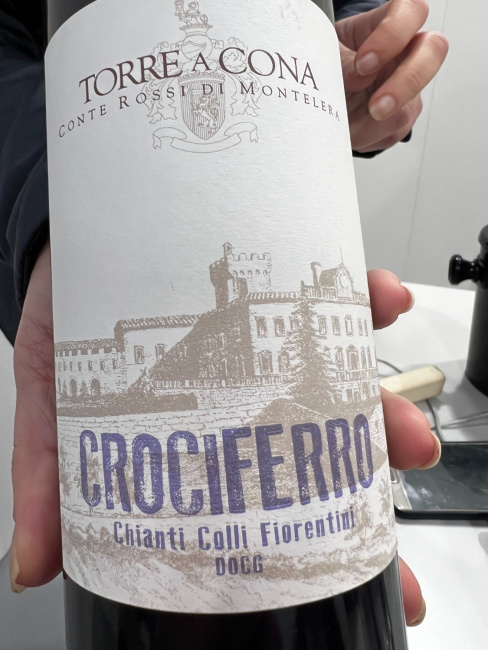 TORRE A CONA
CONTE ROSSI DI MONTELERA
CROCIFERRO
Chianti Colli Fiorentini
DOCG